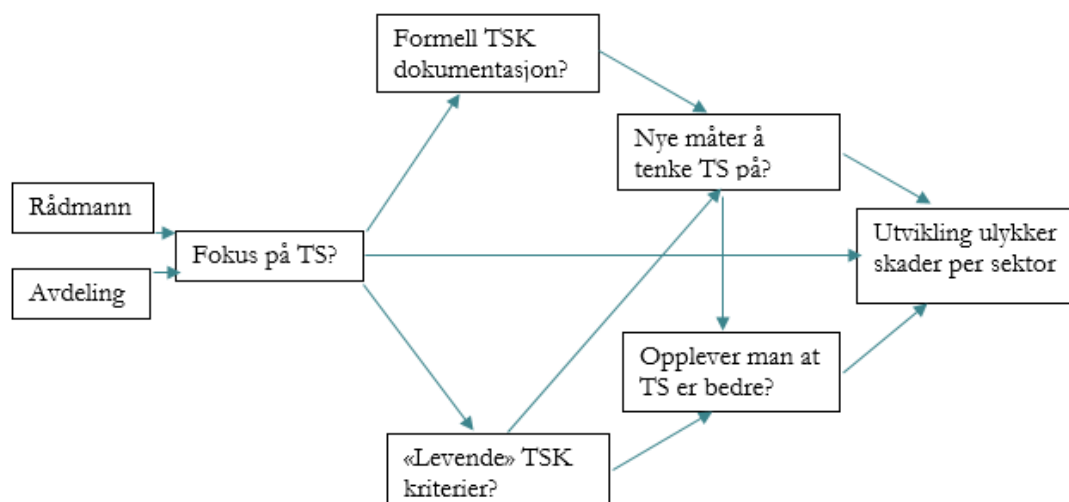 Formell TSK
dokumentasjon?
Nye måter å
tenke TS på?
Rådmann
Fokus på TS?
Avdeling
Utvikling ulykker
skader per sektor
Opplever man at
TS er bedre?
«Levende» TSK
kriterier?